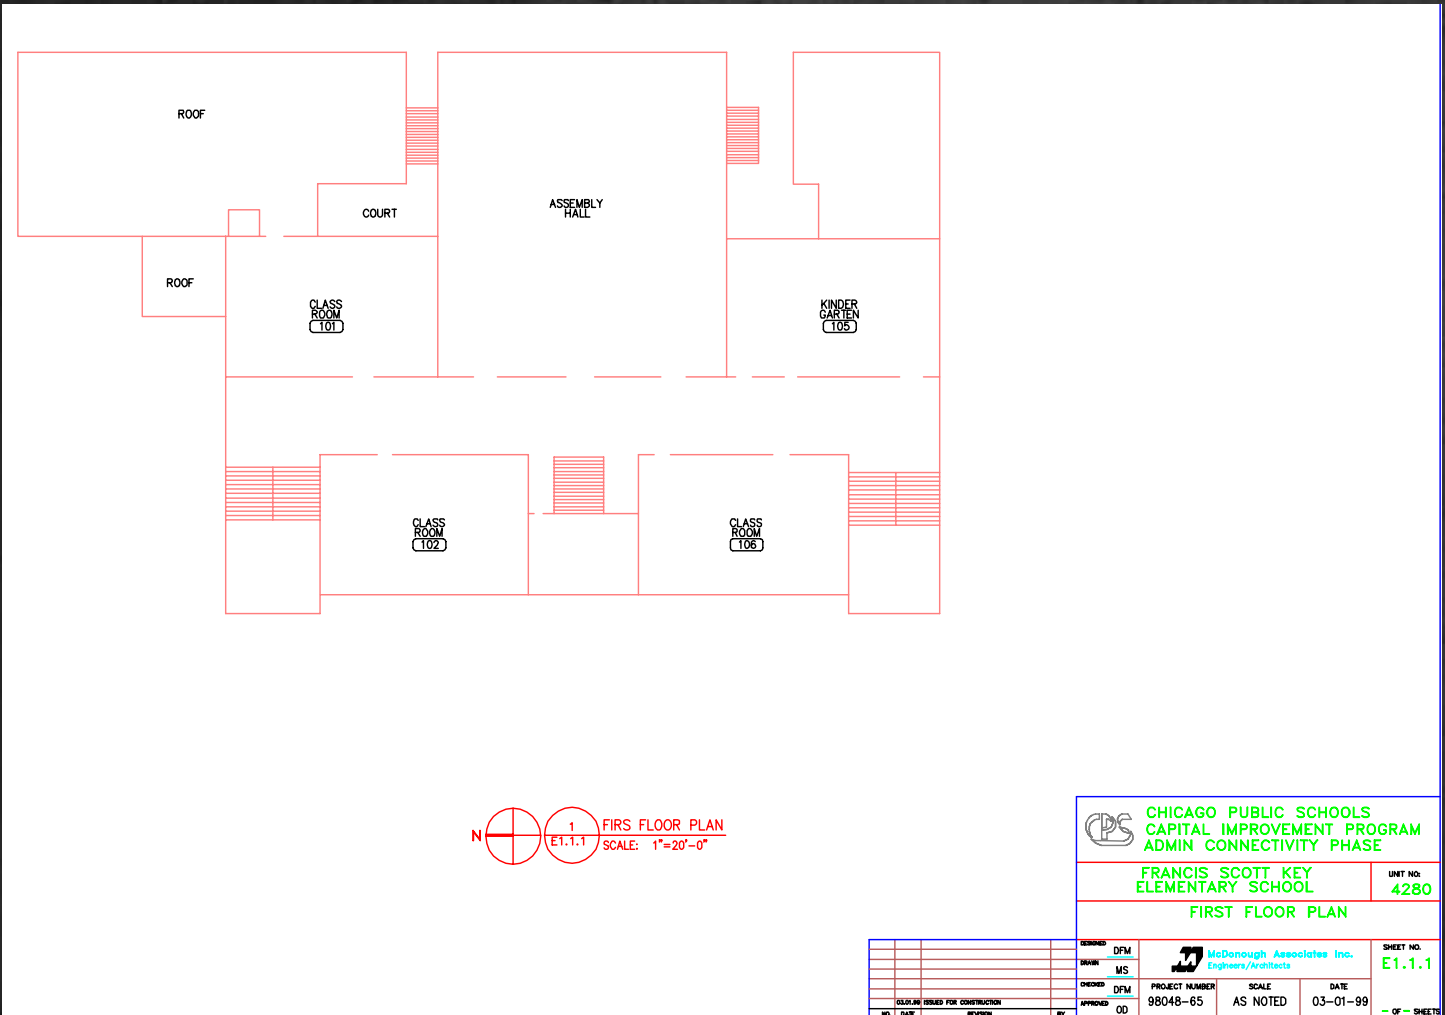 ROOF
COURT
ASSEMBLY
HALL
ROOF
CLASS
ROOM
101
KINDER
GARTEN
105
CLASS
ROOM
102
CLASS
ROOM
106
N
1
E1.1.1
FIRS FLOOR PLAN
SCALE: 1"=20'-0"
CPS
CHICAGO PUBLIC SCHOOLS
CAPITAL IMPROVEMENT PROGRAM
ADMIN CONNECTIVITY PHASE
FRANCIS SCOTT KEY
ELEMENTARY SCHOOL
UNIT NO:
4280
FIRST FLOOR PLAN
DESIGNED
DFM
DRAWN
MS
CHECKED
DFM
APPROVED
OD
McDonough Associates Inc.
Engineers/Architects
SHEET NO.
E1.1.1
PROJECT NUMBER
98048-65
SCALE
AS NOTED
DATE
03-01-99
- OF - SHEETS
03.01.99 ISSUED FOR CONSTRUCTION
NO. DATE REVISION BY